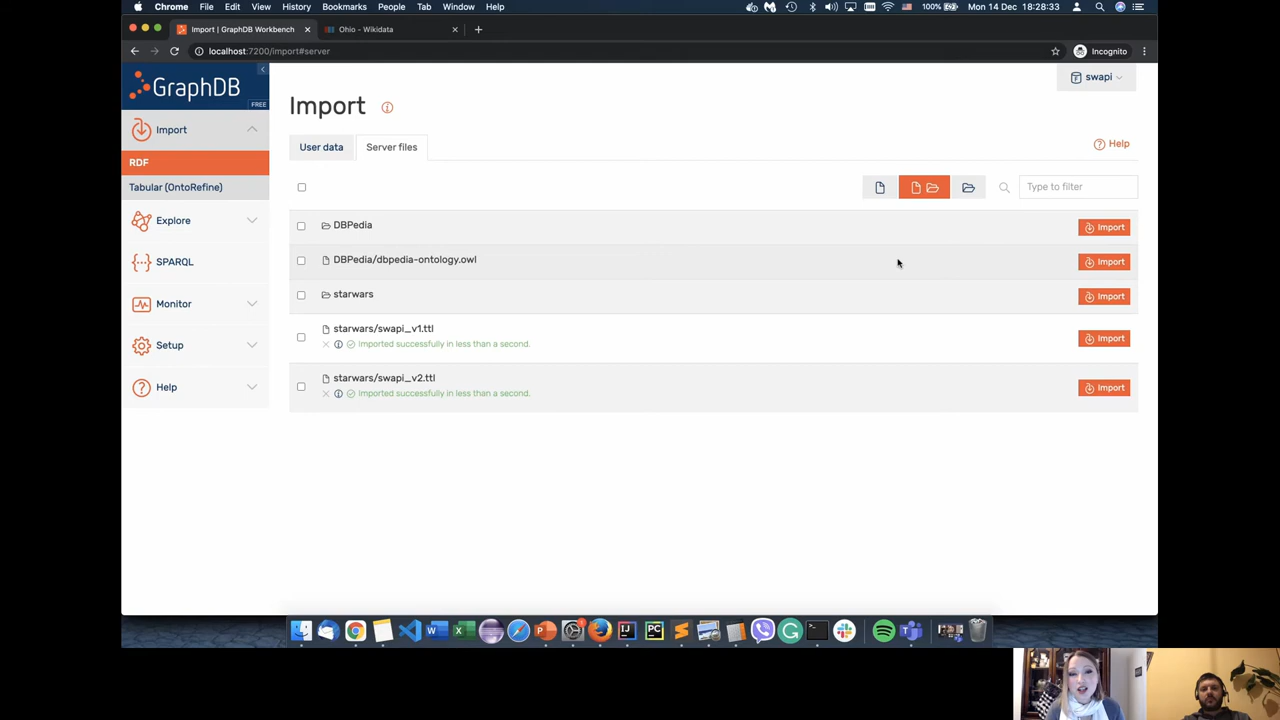 Chrome File Edit View History Bookmarks People Tab Window Help 100% Mon 14 Dec 18:28:33
Import | GraphDB Workbench Ohio - Wikidata
localhost:7200/import#server Incognito
GraphDB
FREE
swapi
Import
Import
User data Server files
Help
RDF
Tabular (OntoRefine)
Type to filter
Explore
DBPedia Import
DBPedia/dbpedia-ontology.owl Import
SPARQL
starwars Import
Monitor
starwars/swapi_v1.ttl Import
Imported successfully in less than a second.
Setup
starwars/swapi_v2.ttl Import
Imported successfully in less than a second.
Help